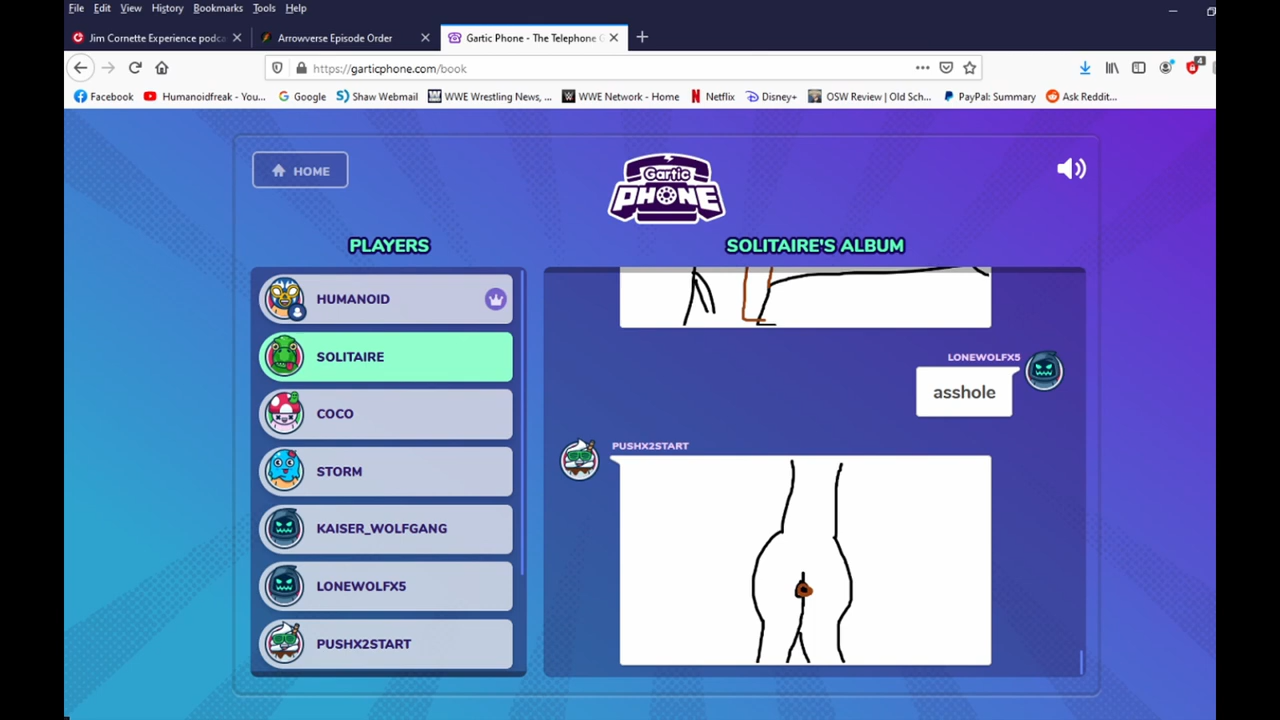 File Edit View History Bookmarks Tools Help
Jim Cornette Experience podca
Arrowverse Episode Order
Gartic Phone - The Telephone G
https://garticphone.com/book
4
Facebook
Humanoidfreak - You...
Google
Shaw Webmail
WWE Wrestling News, ...
WWE Network - Home
Netflix
Disney+
OSW Review | Old Sch...
PayPal: Summary
Ask Reddit...
HOME
Gartic
PHONE
PLAYERS
SOLITAIRE'S ALBUM
HUMANOID
SOLITAIRE
COCO
STORM
KAISER_WOLFGANG
LONEWOLFX5
PUSHX2START
LONEWOLFX5
asshole
PUSHX2START